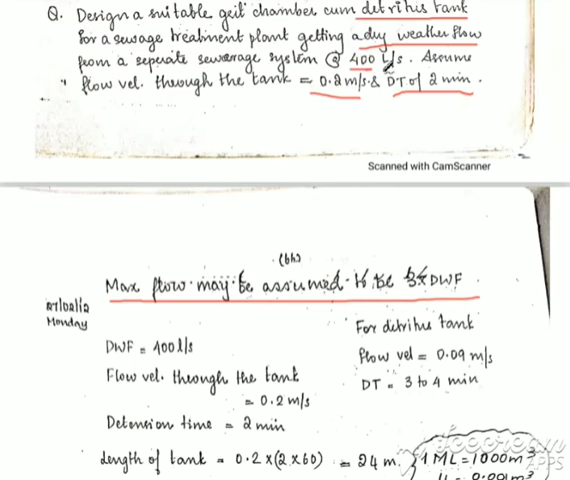 Q. Design a suitable grit chamber cum detritus tank
for a sewage treatment plant getting a dry weather flow
from a seperate sewerage system @ 400 L/s. Assume
flow vel. through the tank = 0.2 m/s. & DT of 2 min.
Scanned with CamScanner
(6h)
Max flow may be assumed to be 3x DWF.
Monday
For detritus tank
DWF = 400 l/s
flow vel = 0.09 m/s
Flow vel. through the tank
= 0.2 m/s
DT = 3 to 4 min
Detension time = 2 min
Length of tank = 0.2 x (2 x 60) = 24 m.
1 ML = 1000 m³